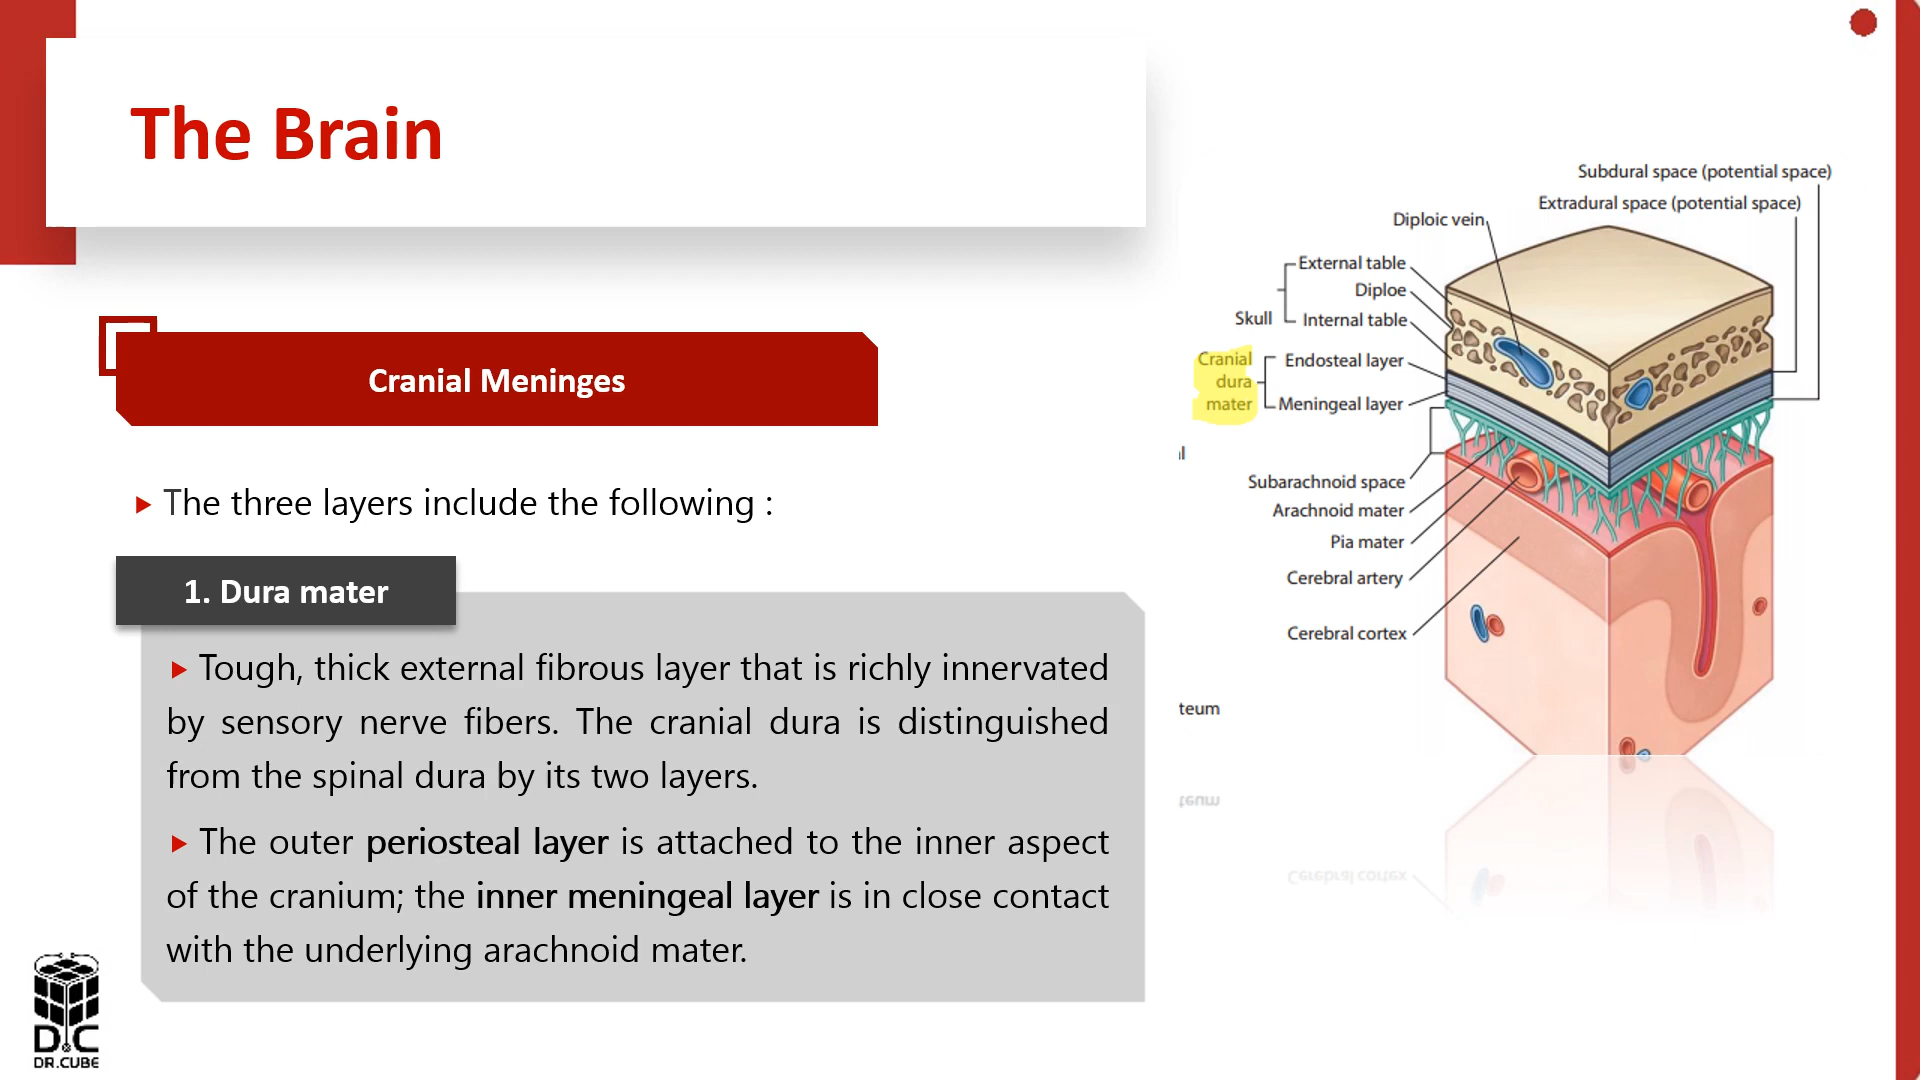 The Brain
Cranial Meninges
The three layers include the following :
1. Dura mater
Tough, thick external fibrous layer that is richly innervated
by sensory nerve fibers. The cranial dura is distinguished
from the spinal dura by its two layers.
The outer periosteal layer is attached to the inner aspect
of the cranium; the inner meningeal layer is in close contact
with the underlying arachnoid mater.
Subdural space (potential space)
Extradural space (potential space)
Diploic vein
External table
Diploe
Skull
Internal table
Cranial
dura
mater
Endosteal layer
Meningeal layer
Subarachnoid space
Arachnoid mater
Pia mater
Cerebral artery
Cerebral cortex
teum
D C
DR.CUBE